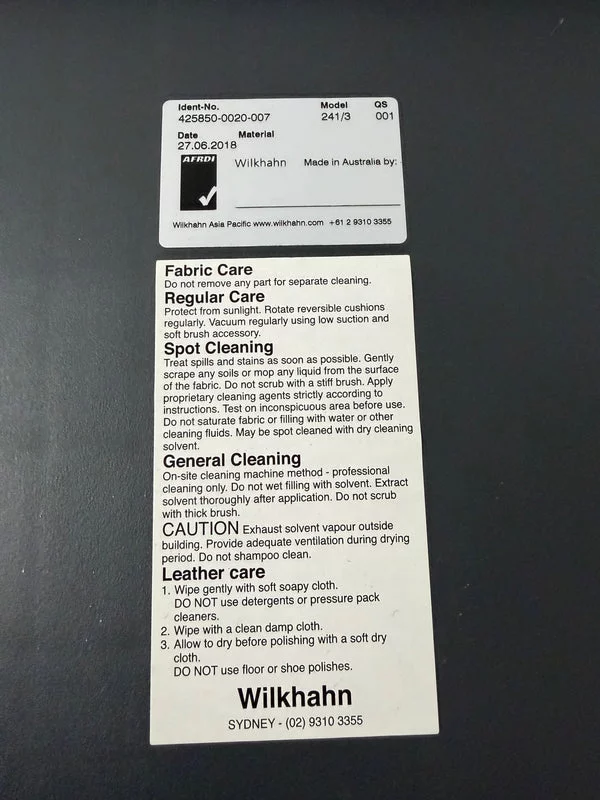 Ident-No. Model QS
425850-0020-007 241/3 001
Date Material
27.06.2018
AFRDI Wilkhahn Made in Australia by:
Wilkhahn Asia Pacific www.wilkhahn.com +61 2 9310 3355
Fabric Care
Do not remove any part for separate cleaning.
Regular Care
Protect from sunlight. Rotate reversible cushions
regularly. Vacuum regularly using low suction and
soft brush accessory.
Spot Cleaning
Treat spills and stains as soon as possible. Gently
scrape any soils or mop any liquid from the surface
of the fabric. Do not scrub with a stiff brush. Apply
proprietary cleaning agents strictly according to
instructions. Test on inconspicuous area before use.
Do not saturate fabric or filling with water or other
cleaning fluids. May be spot cleaned with dry cleaning
solvent.
General Cleaning
On-site cleaning machine method - professional
cleaning only. Do not wet filling with solvent. Extract
solvent thoroughly after application. Do not scrub
with thick brush.
CAUTION Exhaust solvent vapour outside
building. Provide adequate ventilation during drying
period. Do not shampoo clean.
Leather care
1. Wipe gently with soft soapy cloth.
DO NOT use detergents or pressure pack
cleaners.
2. Wipe with a clean damp cloth.
3. Allow to dry before polishing with a soft dry
cloth.
DO NOT use floor or shoe polishes.
Wilkhahn
SYDNEY - (02) 9310 3355